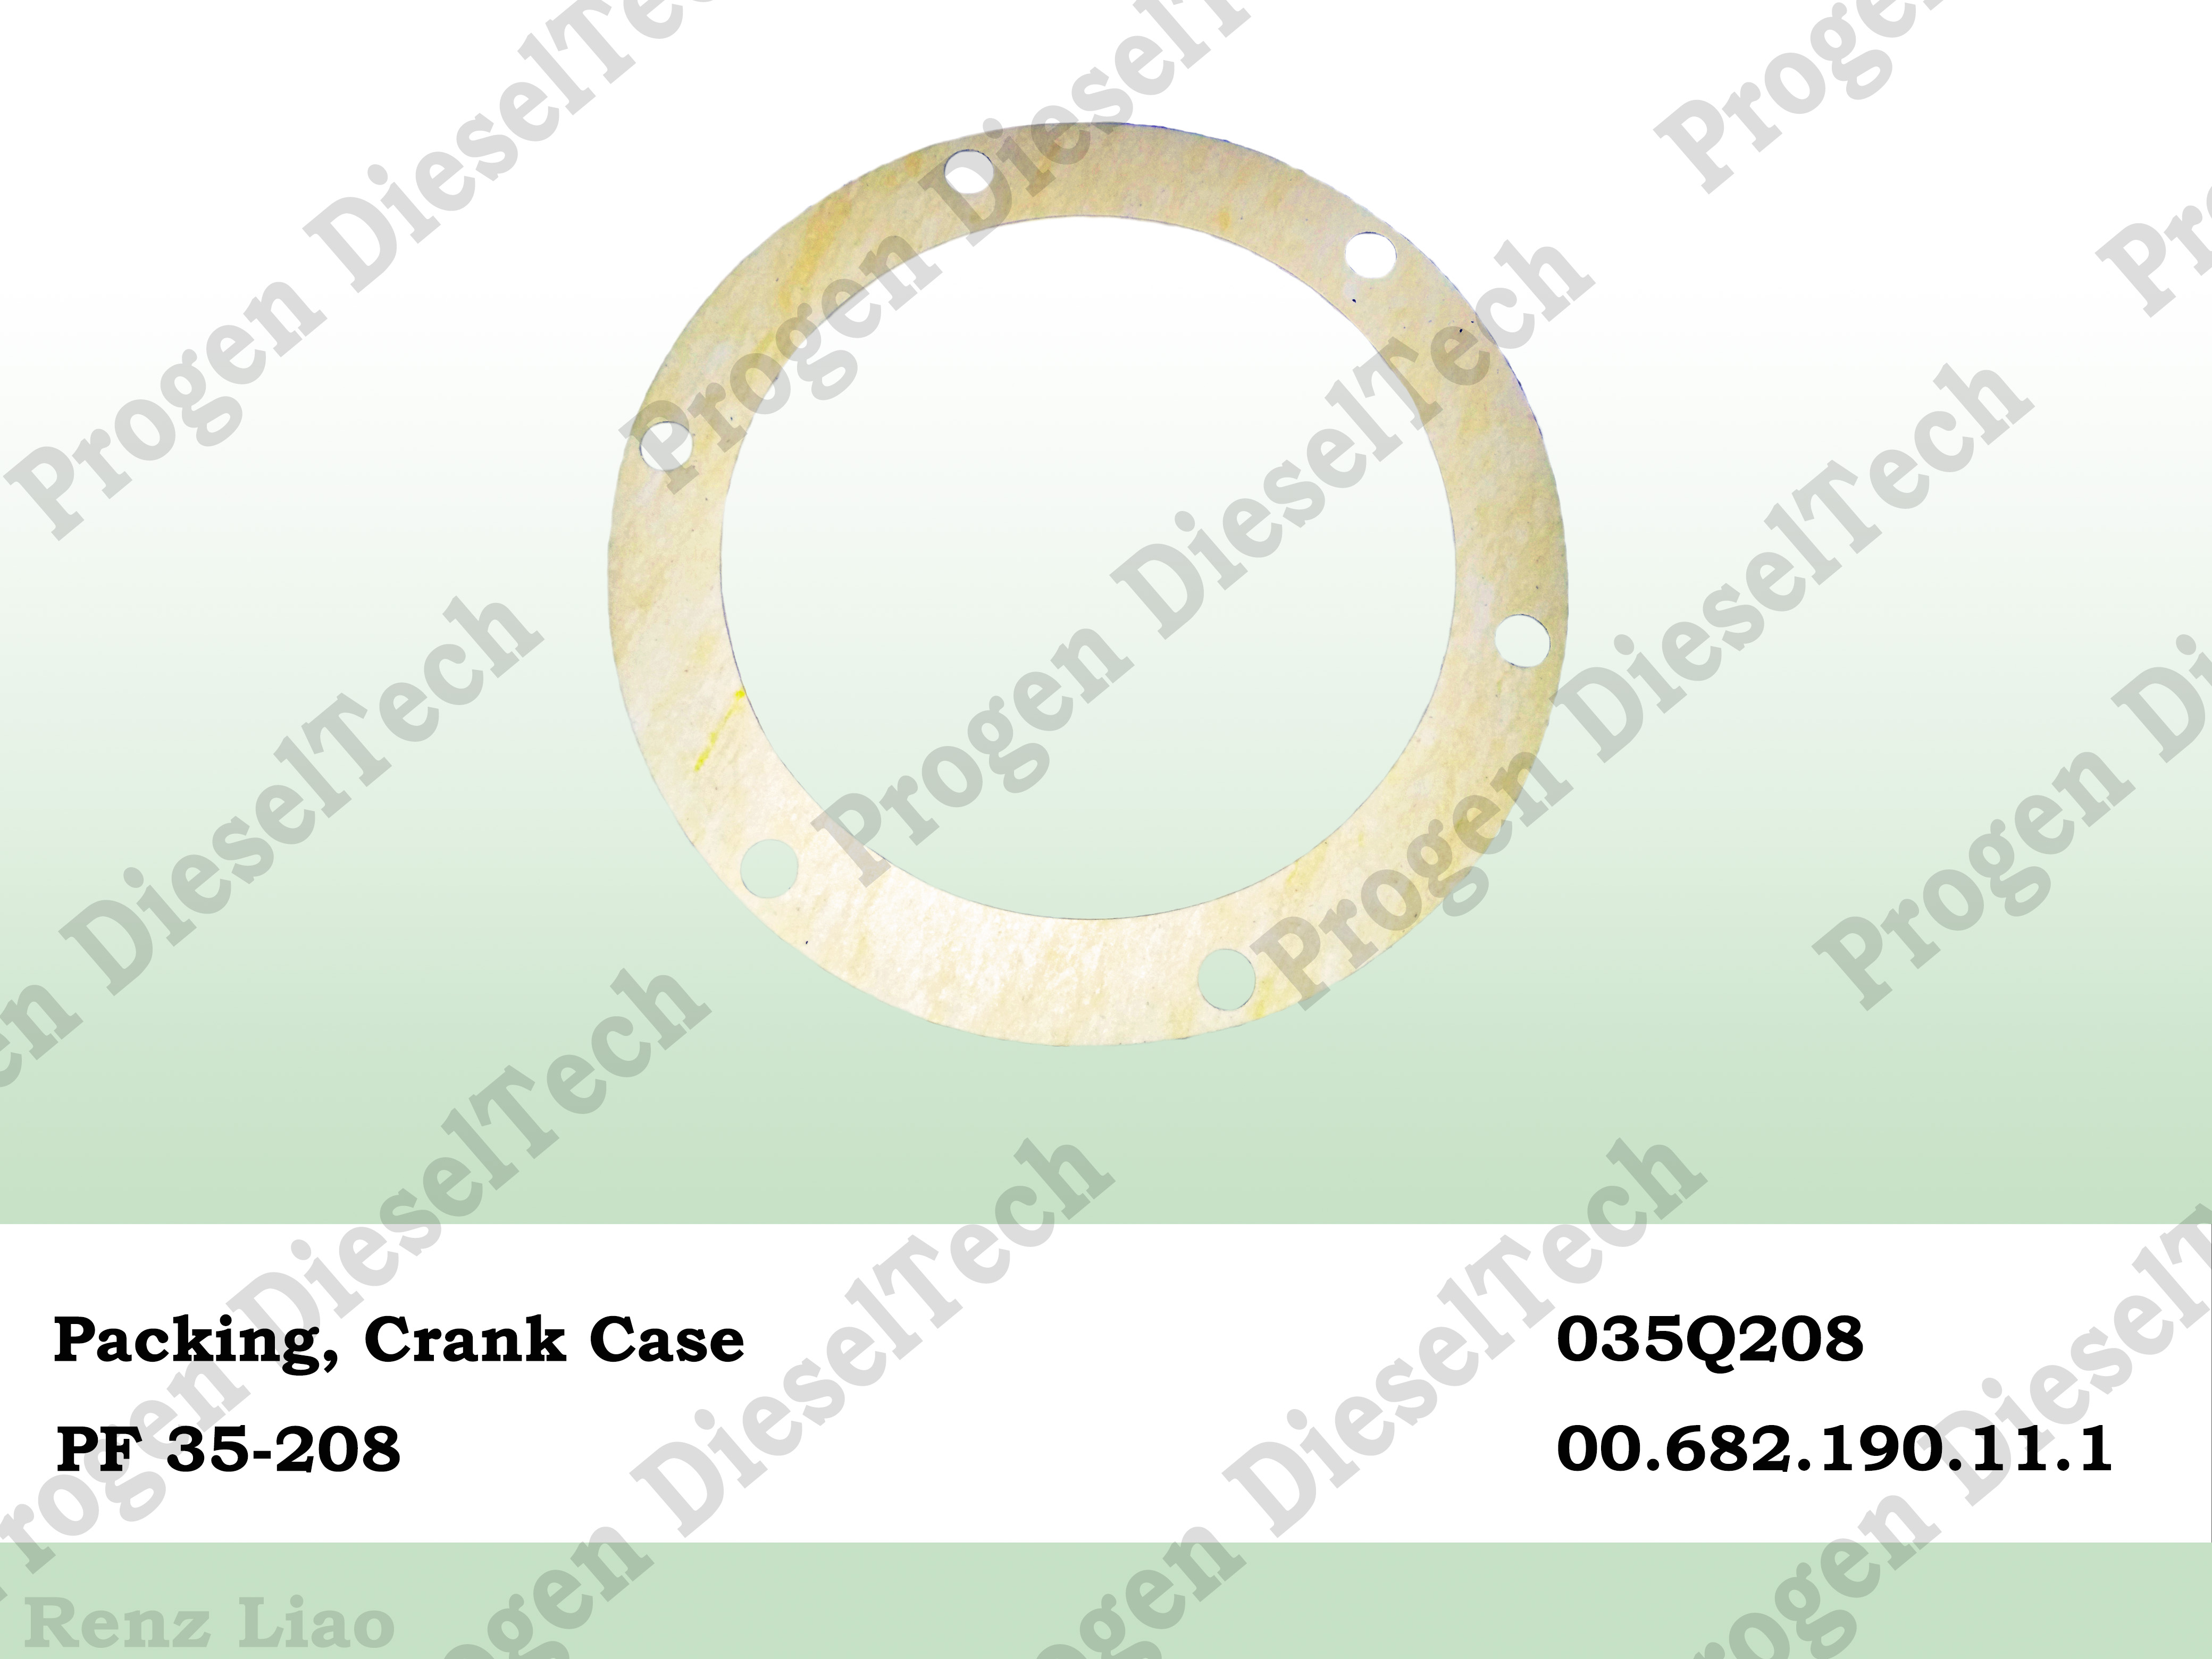 Progen DieselTech
Packing, Crank Case
035Q208
PF 35-208
00.682.190.11.1
Renz Liao